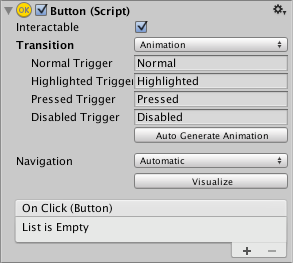 OK Button (Script)
Interactable
Transition Animation
Normal Trigger Normal
Highlighted Trigger Highlighted
Pressed Trigger Pressed
Disabled Trigger Disabled
Auto Generate Animation
Navigation Automatic
Visualize
On Click (Button)
List is Empty